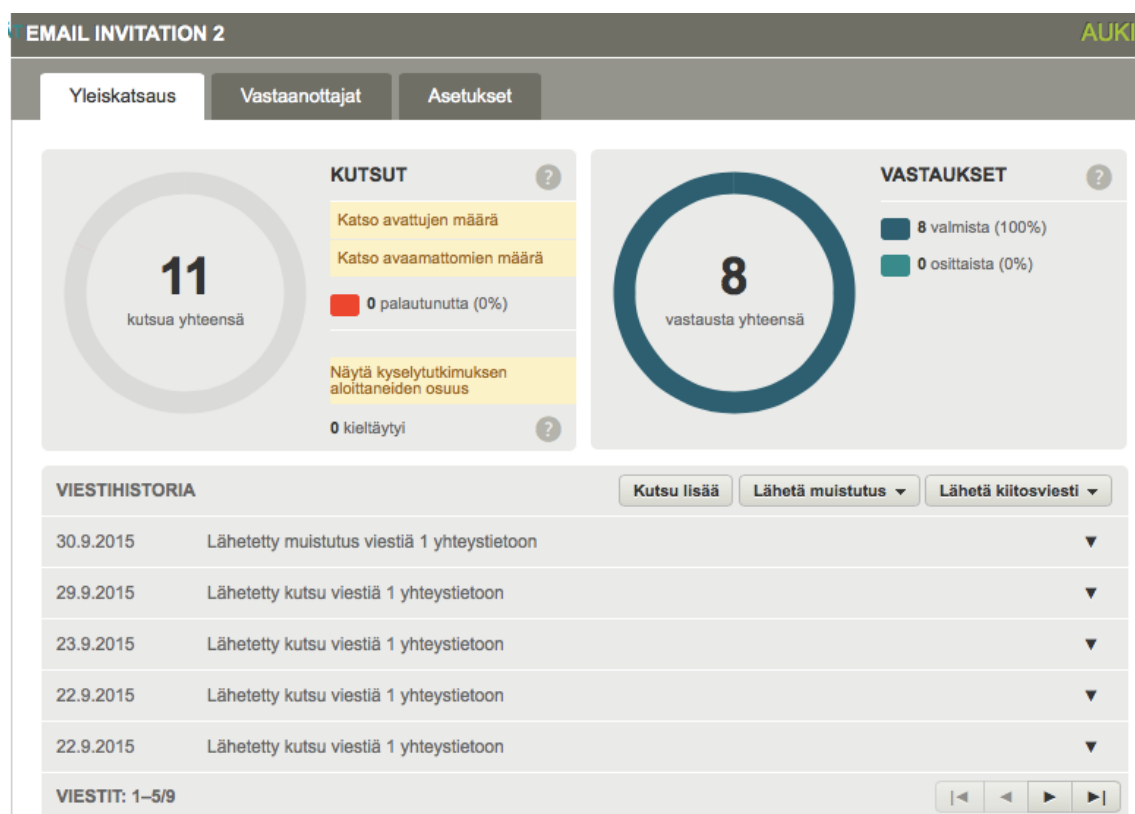 EMAIL INVITATION 2
AUKI
Yleiskatsaus
Vastaanottajat
Asetukset
11
kutsua yhteensä
KUTSUT
?
Katso avattujen määrä
Katso avaamattomien määrä
0 palautunutta (0%)
Näytä kyselytutkimuksen
aloittaneiden osuus
0 kieltäytyi
?
8
vastausta yhteensä
VASTAUKSET
?
8 valmista (100%)
0 osittaista (0%)
VIESTIHISTORIA
Kutsu lisää
Lähetä muistutus
Lähetä kiitosviesti
30.9.2015 Lähetetty muistutus viestiä 1 yhteystietoon
29.9.2015 Lähetetty kutsu viestiä 1 yhteystietoon
23.9.2015 Lähetetty kutsu viestiä 1 yhteystietoon
22.9.2015 Lähetetty kutsu viestiä 1 yhteystietoon
22.9.2015 Lähetetty kutsu viestiä 1 yhteystietoon
VIESTIT: 1–5/9